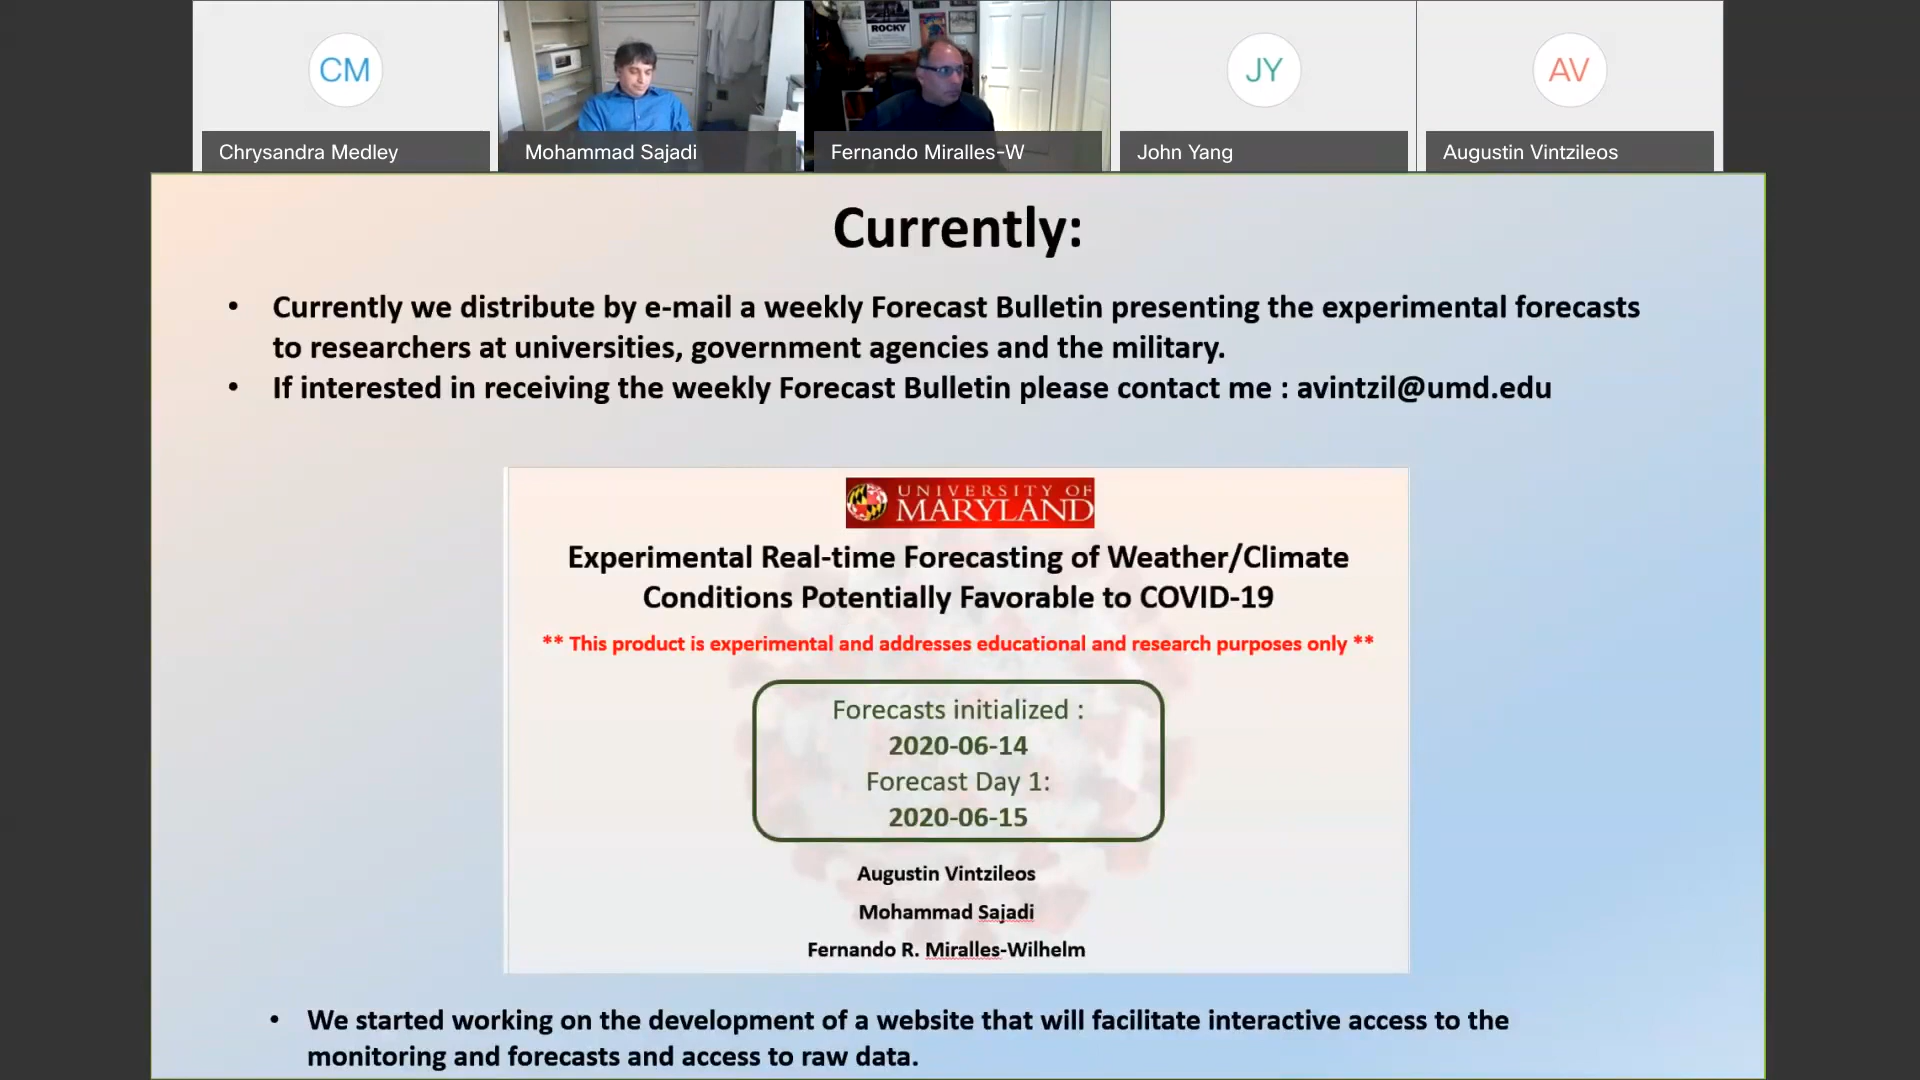 ROCKY
CM
JY
AV
Chrysandra Medley
Mohammad Sajadi
Fernando Miralles-W
John Yang
Augustin Vintzileos
Currently:
• Currently we distribute by e-mail a weekly Forecast Bulletin presenting the experimental forecasts
to researchers at universities, government agencies and the military.
• If interested in receiving the weekly Forecast Bulletin please contact me : avintzil@umd.edu
UNIVERSITY OF
MARYLAND
Experimental Real-time Forecasting of Weather/Climate
Conditions Potentially Favorable to COVID-19
** This product is experimental and addresses educational and research purposes only **
Forecasts initialized :
2020-06-14
Forecast Day 1:
2020-06-15
Augustin Vintzileos
Mohammad Sajadi
Fernando R. Miralles-Wilhelm
• We started working on the development of a website that will facilitate interactive access to the
monitoring and forecasts and access to raw data.